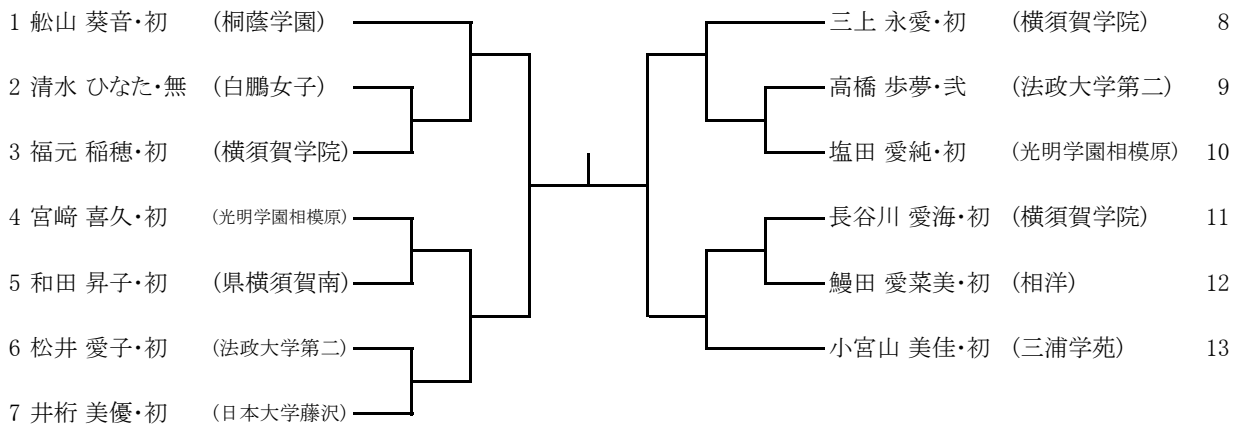 1 舩山 葵音・初 (桐蔭学園)
2 清水 ひなた・無 (白鵬女子)
3 福元 稲穂・初 (横須賀学院)
4 宮﨑 喜久・初 (光明学園相模原)
5 和田 昇子・初 (県横須賀南)
6 松井 愛子・初 (法政大学第二)
7 井桁 美優・初 (日本大学藤沢)
三上 永愛・初 (横須賀学院) 8
高橋 歩夢・弐 (法政大学第二) 9
塩田 愛純・初 (光明学園相模原) 10
長谷川 愛海・初 (横須賀学院) 11
鰻田 愛菜美・初 (相洋) 12
小宮山 美佳・初 (三浦学苑) 13